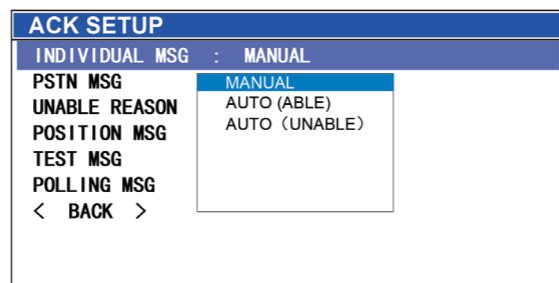 ACK SETUP
INDIVIDUAL MSG : MANUAL
PSTN MSG
MANUAL
UNABLE REASON
AUTO (ABLE)
POSITION MSG
AUTO（UNABLE）
TEST MSG
POLLING MSG
< BACK >